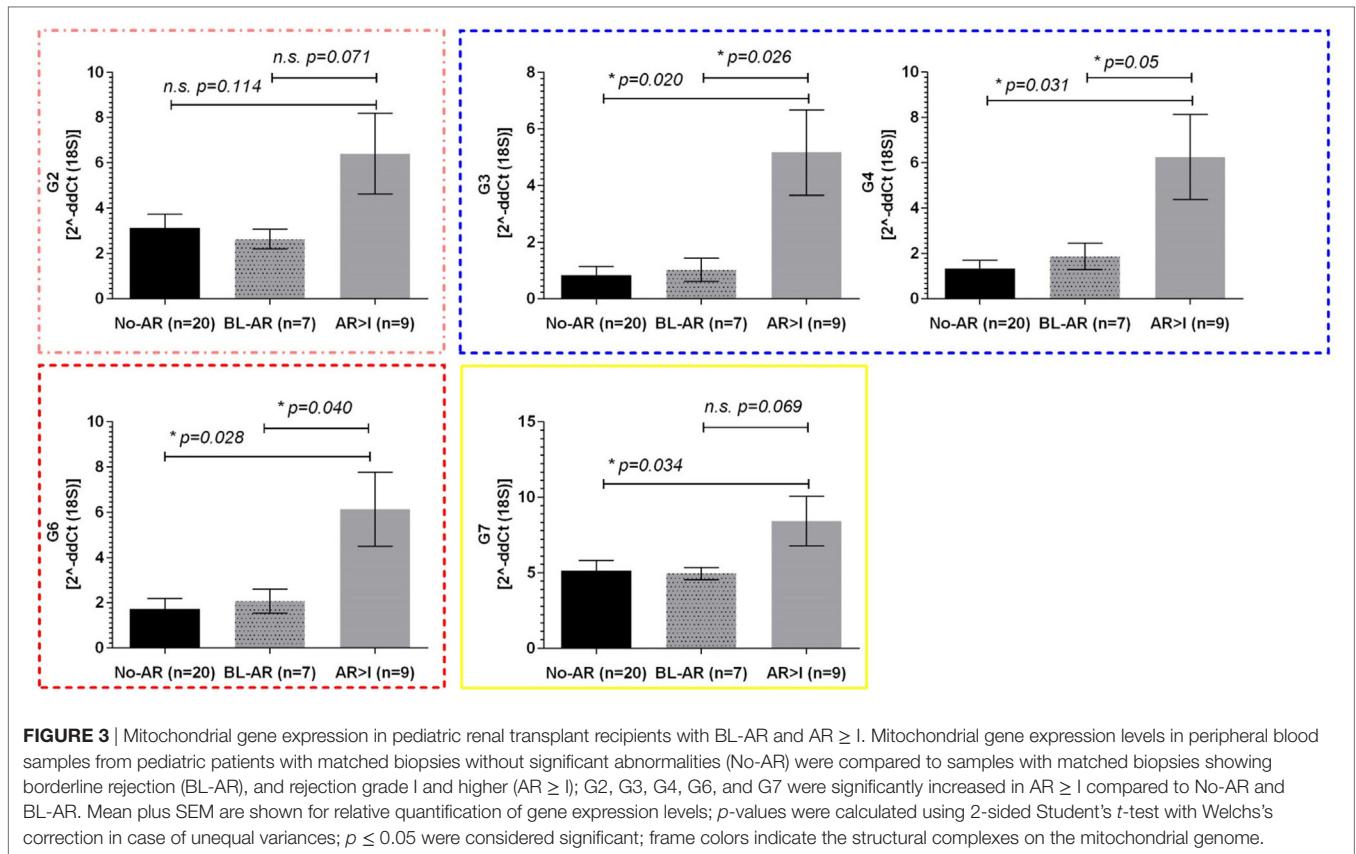 n.s. p=0.071
n.s. p=0.114
10
8
6
4
2
0
G2
[2^-ddCt (18S)]
No-AR (n=20) BL-AR (n=7) AR>I (n=9)
* p=0.026
* p=0.020
8
6
4
2
0
G3
[2^-ddCt (18S)]
No-AR (n=20) BL-AR (n=7) AR>I (n=9)
* p=0.05
* p=0.031
10
8
6
4
2
0
G4
[2^-ddCt (18S)]
No-AR (n=20) BL-AR (n=7) AR>I (n=9)
* p=0.040
* p=0.028
10
8
6
4
2
0
G6
[2^-ddCt (18S)]
No-AR (n=20) BL-AR (n=7) AR>I (n=9)
n.s. p=0.069
* p=0.034
15
10
5
0
G7
[2^-ddCt (18S)]
No-AR (n=20) BL-AR (n=7) AR>I (n=9)
FIGURE 3 | Mitochondrial gene expression in pediatric renal transplant recipients with BL-AR and AR ≥ I. Mitochondrial gene expression levels in peripheral blood
samples from pediatric patients with matched biopsies without significant abnormalities (No-AR) were compared to samples with matched biopsies showing
borderline rejection (BL-AR), and rejection grade I and higher (AR ≥ I); G2, G3, G4, G6, and G7 were significantly increased in AR ≥ I compared to No-AR and
BL-AR. Mean plus SEM are shown for relative quantification of gene expression levels; p-values were calculated using 2-sided Student's t-test with Welchs's
correction in case of unequal variances; p ≤ 0.05 were considered significant; frame colors indicate the structural complexes on the mitochondrial genome.